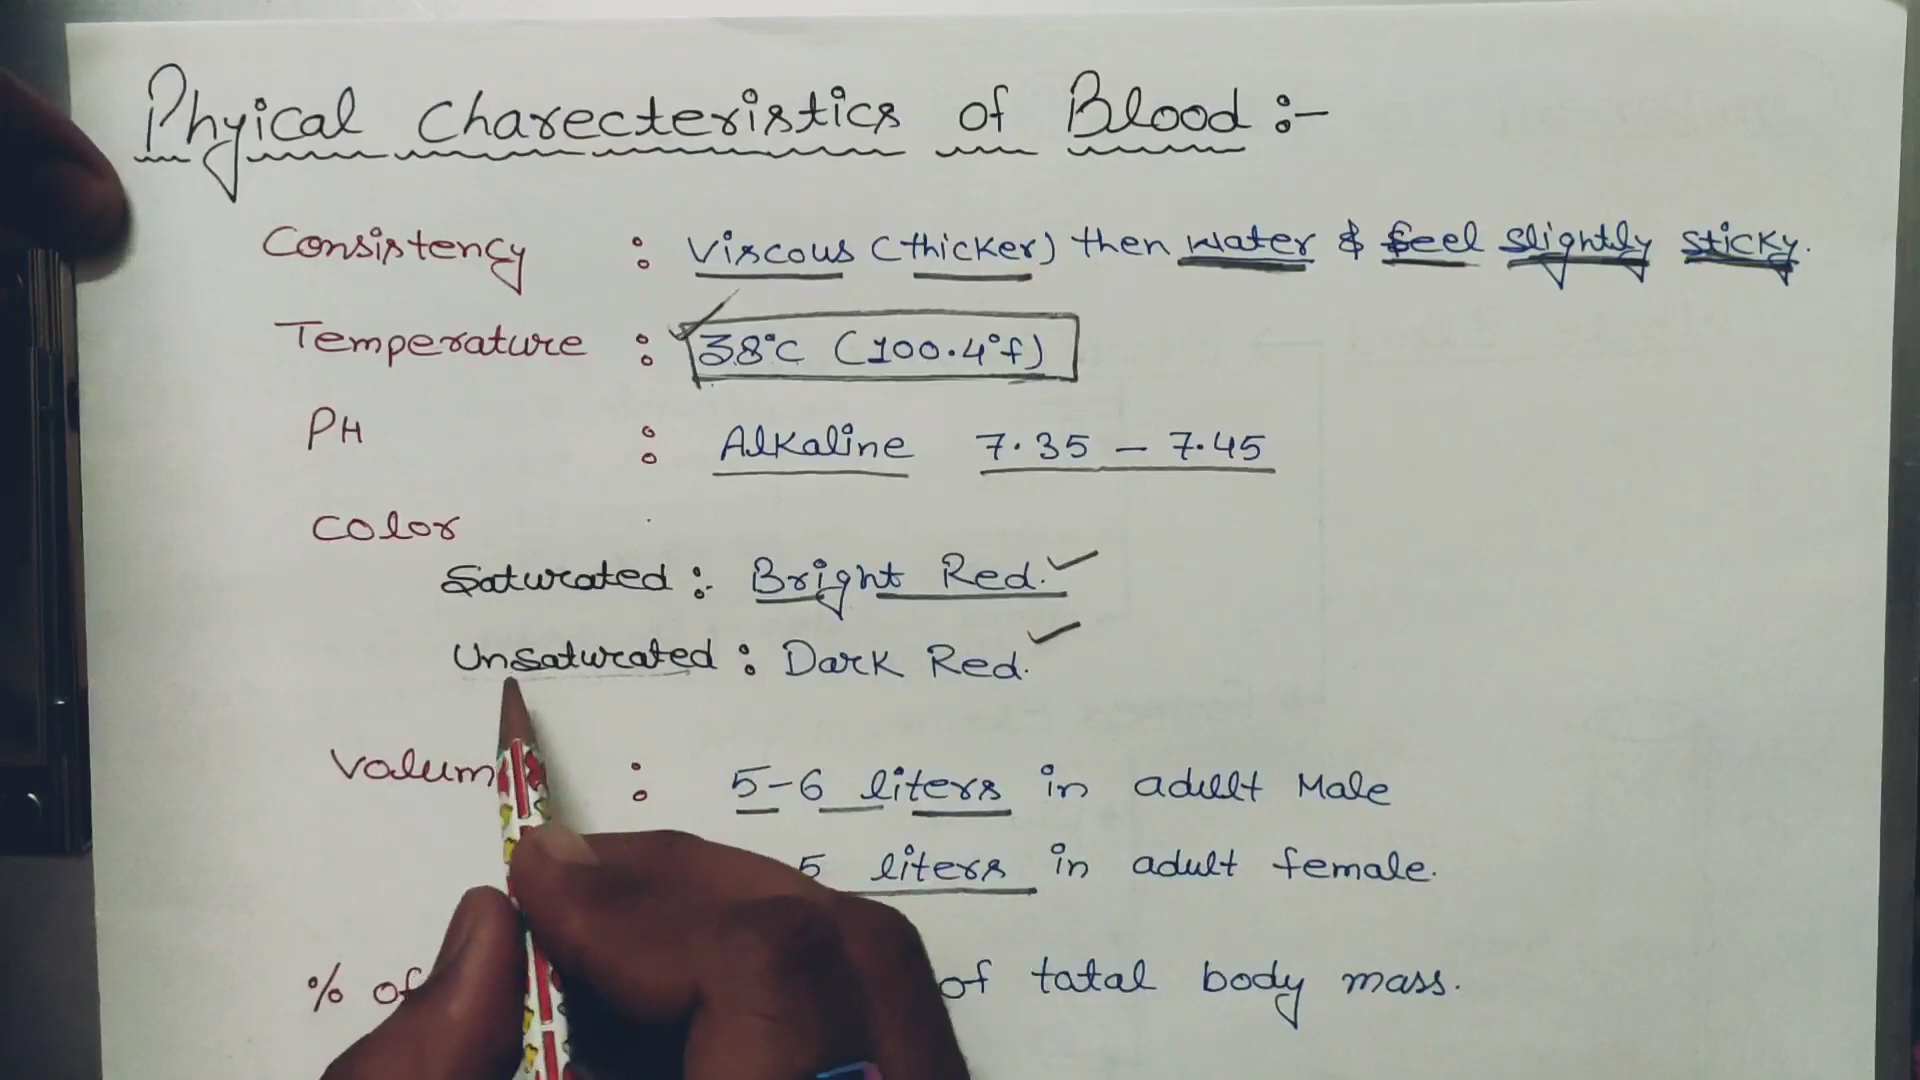 Phyical charecteristics of Blood :-
Consistency : Viscous (thicker) then water & feel slightly sticky.
Temperature : 38°C (100.4°f)
PH : Alkaline 7.35 – 7.45
Color
Saturated :- Bright Red.
Unsaturated : Dark Red.
Valum : 5-6 liters in adult Male
5 liters in adult female.
% of of tatal body mass.